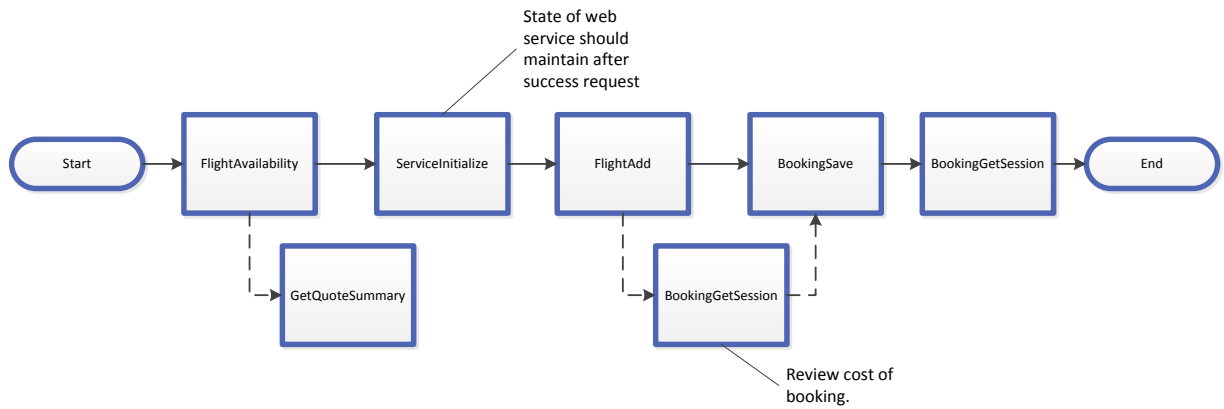 State of web
service should
maintain after
success request
Start
FlightAvailability
ServiceInitialize
FlightAdd
BookingSave
BookingGetSession
End
GetQuoteSummary
BookingGetSession
Review cost of
booking.